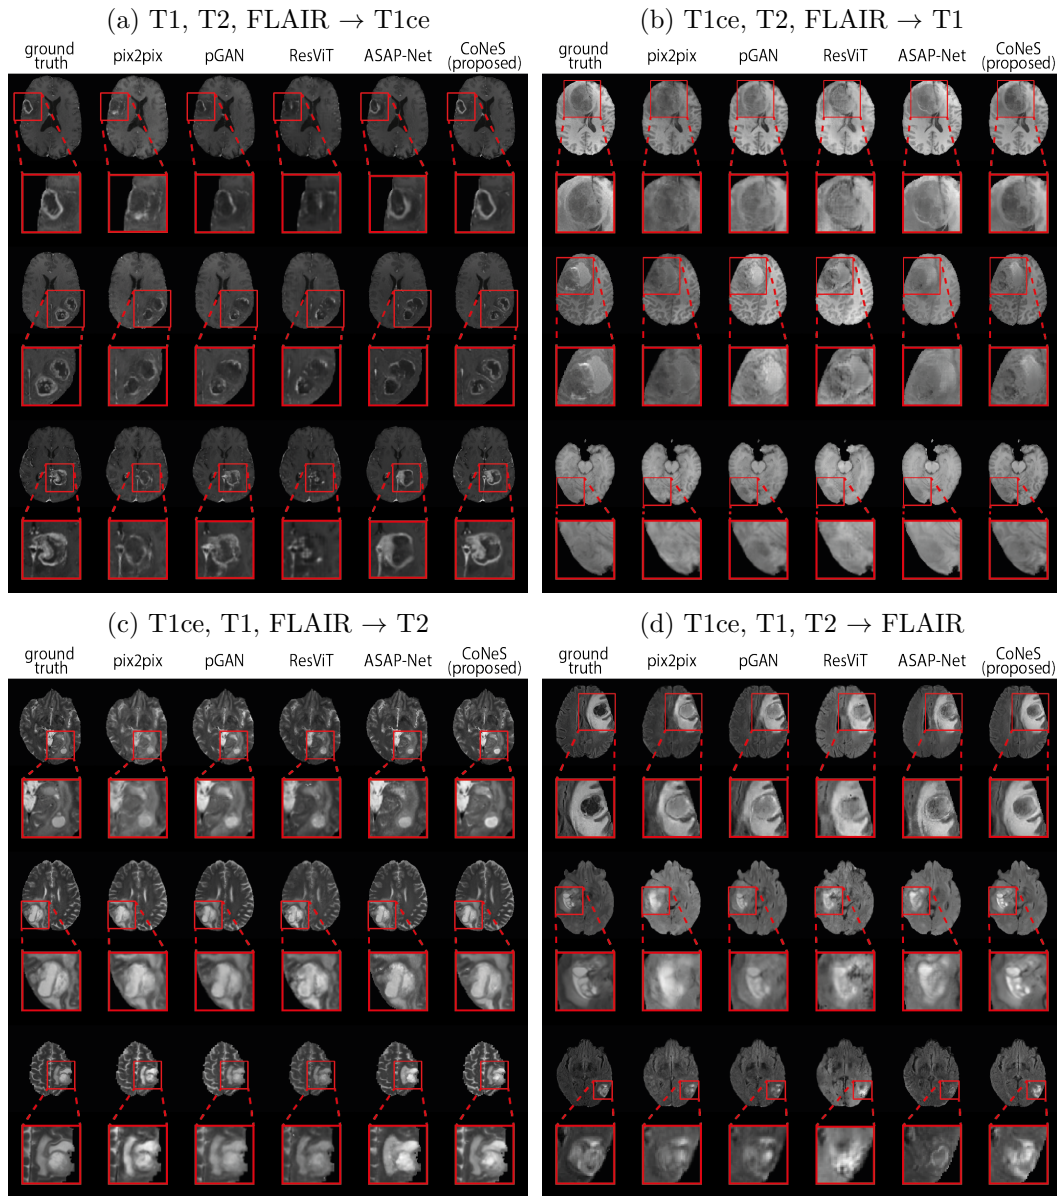 (a) T1, T2, FLAIR → T1ce
ground truth
pix2pix
pGAN
ResViT
ASAP-Net
CoNeS (proposed)
(b) T1ce, T2, FLAIR → T1
ground truth
pix2pix
pGAN
ResViT
ASAP-Net
CoNeS (proposed)
(c) T1ce, T1, FLAIR → T2
ground truth
pix2pix
pGAN
ResViT
ASAP-Net
CoNeS (proposed)
(d) T1ce, T1, T2 → FLAIR
ground truth
pix2pix
pGAN
ResViT
ASAP-Net
CoNeS (proposed)